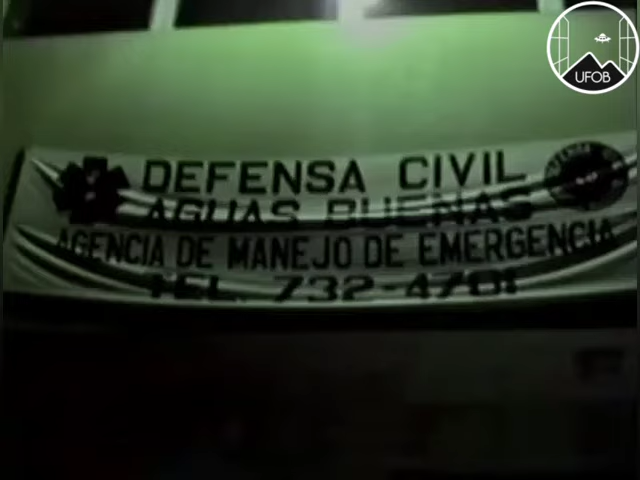 UFOB
DEFENSA CIVIL
AGUAS BUENAS
AGENCIA DE MANEJO DE EMERGENCIA
TEL. 732-4701